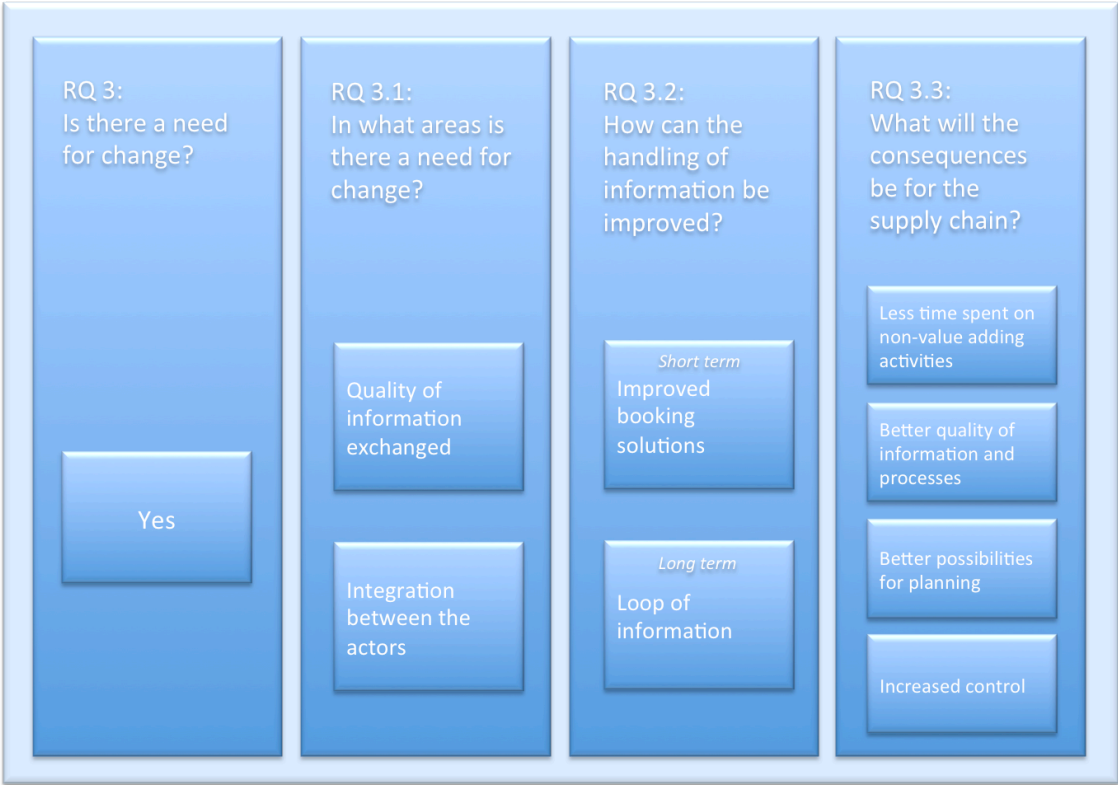 RQ 3:
Is there a need
for change?
Yes
RQ 3.1:
In what areas is
there a need for
change?
Quality of
information
exchanged
Integration
between the
actors
RQ 3.2:
How can the
handling of
information be
improved?
Short term
Improved
booking
solutions
Long term
Loop of
information
RQ 3.3:
What will the
consequences
be for the
supply chain?
Less time spent on
non-value adding
activities
Better quality of
information and
processes
Better possibilities
for planning
Increased control